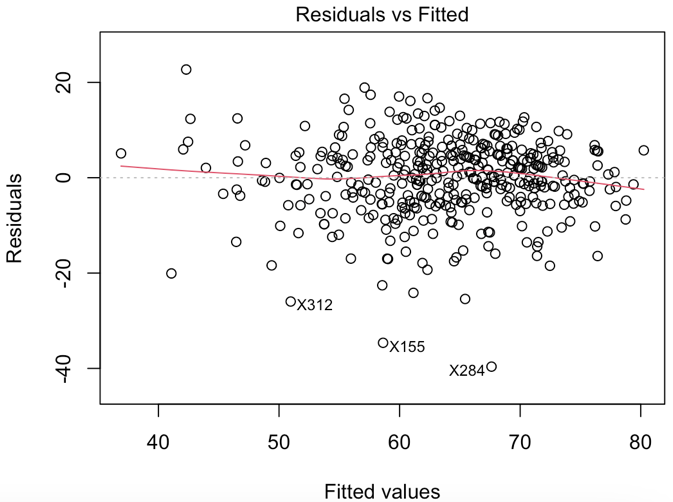 Residuals vs Fitted
Residuals
20
0
-20
-40
X312
X155
X284
40 50 60 70 80
Fitted values